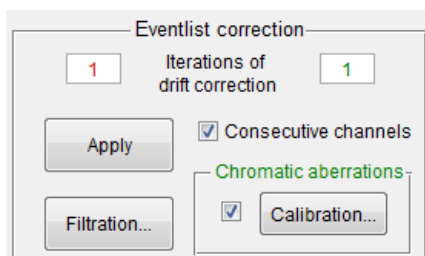 Eventlist correction
1 Iterations of 1
drift correction
Apply
Consecutive channels
Chromatic aberrations
Filtration...
Calibration...